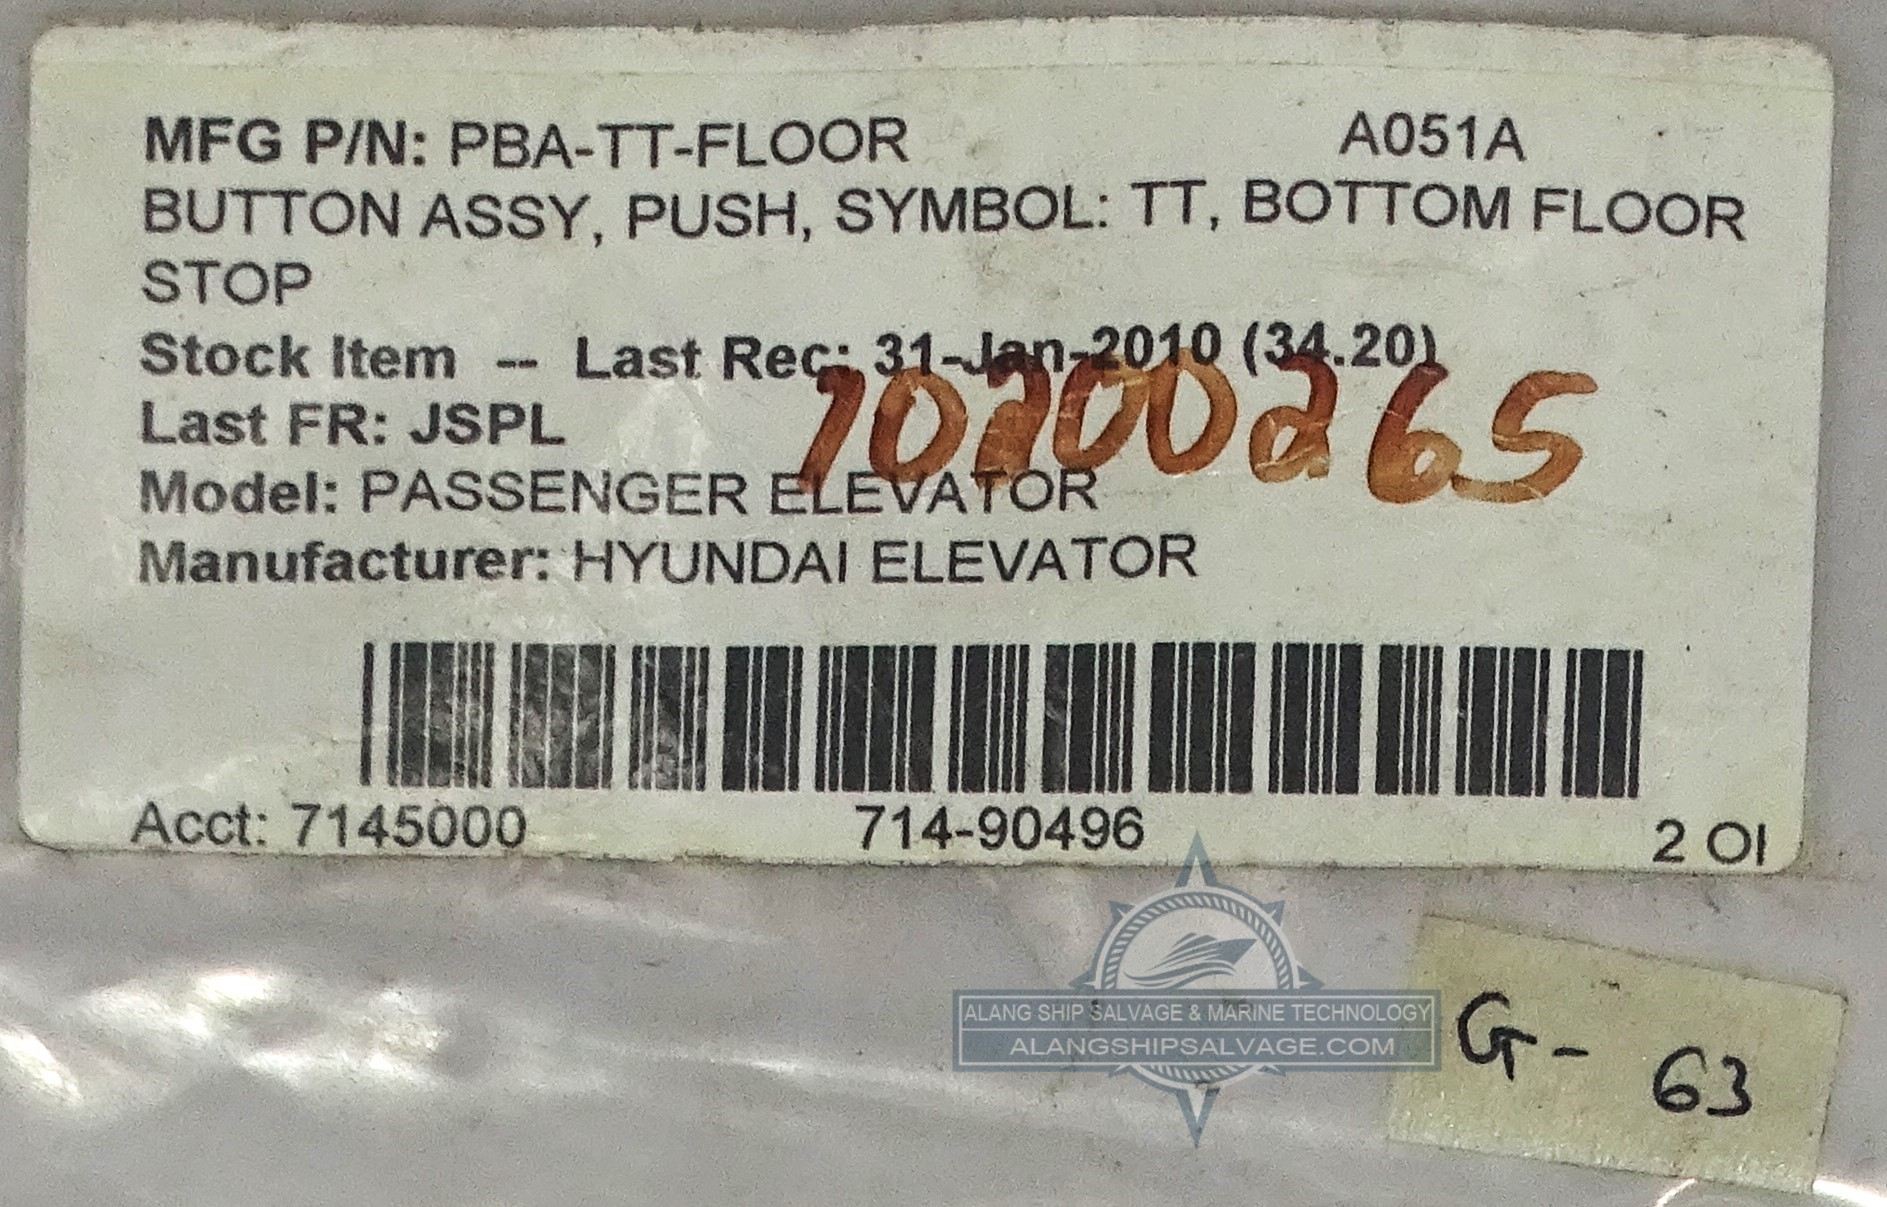 MFG P/N: PBA-TT-FLOOR A051A
BUTTON ASSY, PUSH, SYMBOL: TT, BOTTOM FLOOR
STOP
Stock Item -- Last Rec: 31-Jan-2010 (34.20)
10200265
Last FR: JSPL
Model: PASSENGER ELEVATOR
Manufacturer: HYUNDAI ELEVATOR
Acct: 7145000 714-90496 2 OI
ALANG SHIP SALVAGE & MARINE TECHNOLOGY
ALANGSHIPSALVAGE.COM
G- 63